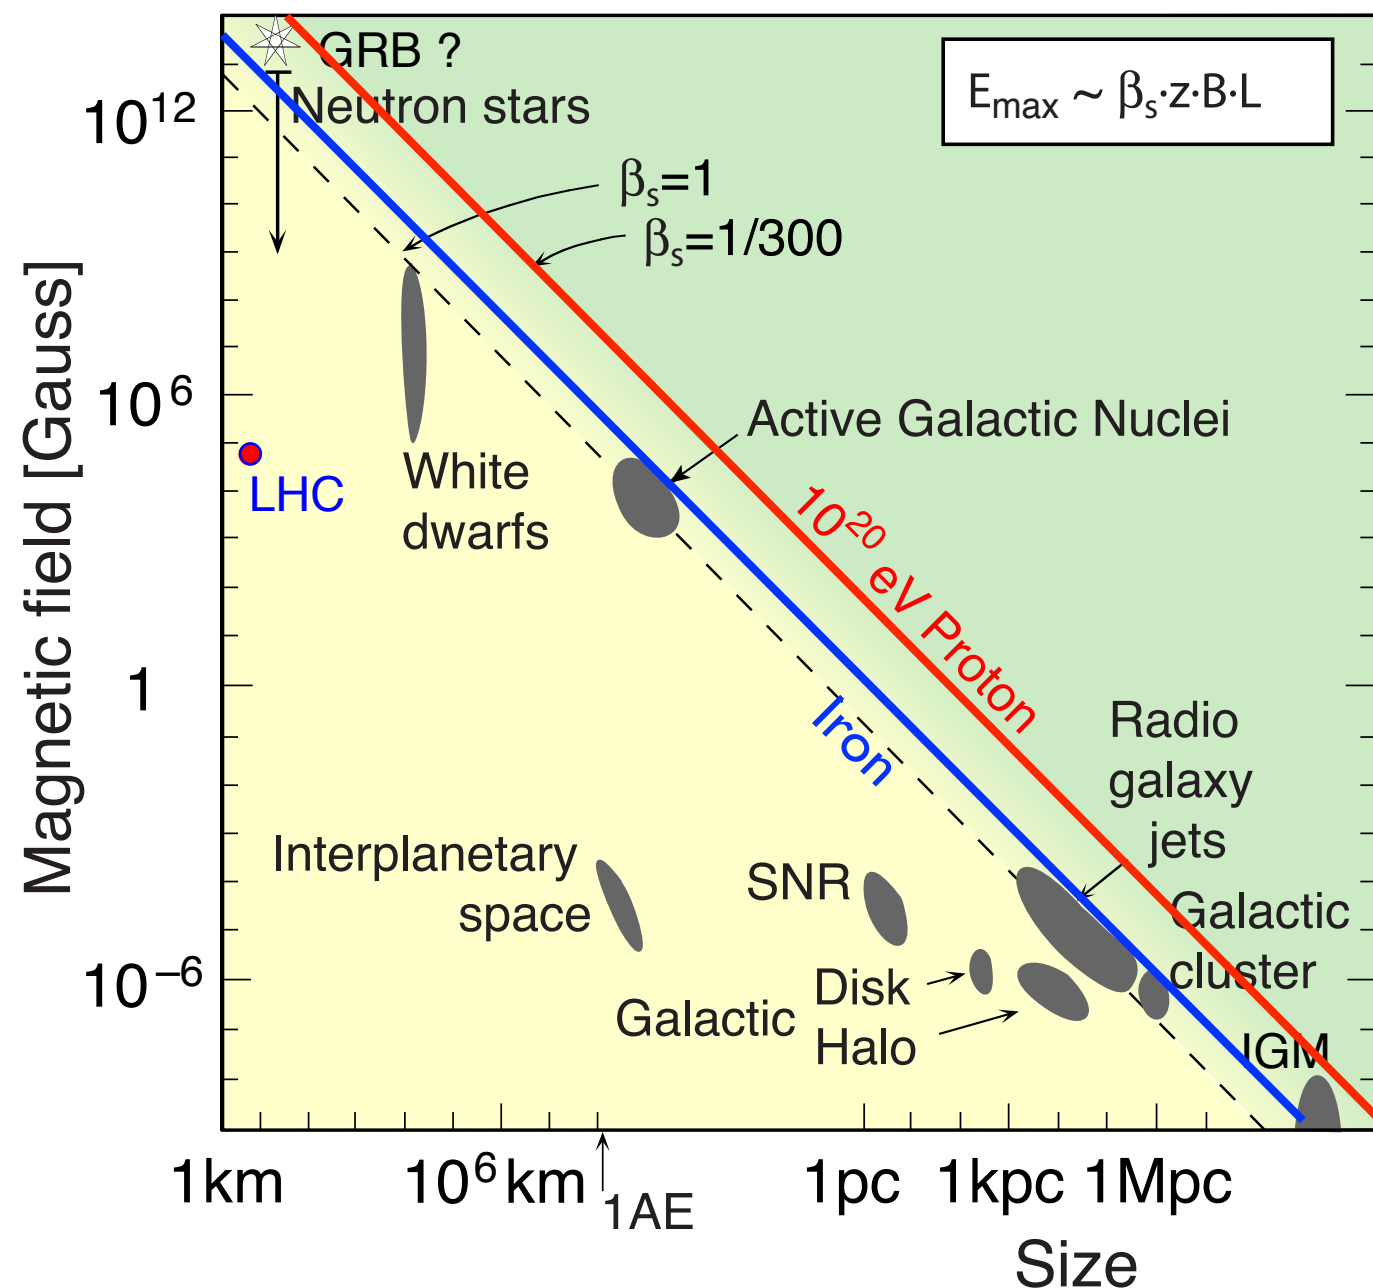 GRB ?
Neutron stars
E_max ~ β_s·z·B·L
10^12
β_s=1
β_s=1/300
Magnetic field [Gauss]
10^6
Active Galactic Nuclei
LHC
White
dwarfs
10^20 eV Proton
1
Iron
Radio
galaxy
jets
Interplanetary
space
SNR
Galactic
cluster
10^−6
Disk
Galactic
Halo
IGM
1km
10^6 km
1AE
1pc
1kpc
1Mpc
Size